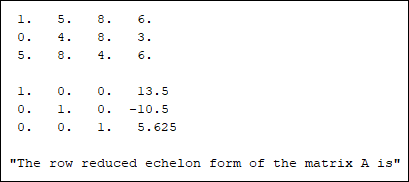 1. 5. 8. 6.
0. 4. 8. 3.
5. 8. 4. 6.
1. 0. 0. 13.5
0. 1. 0. -10.5
0. 0. 1. 5.625
"The row reduced echelon form of the matrix A is"